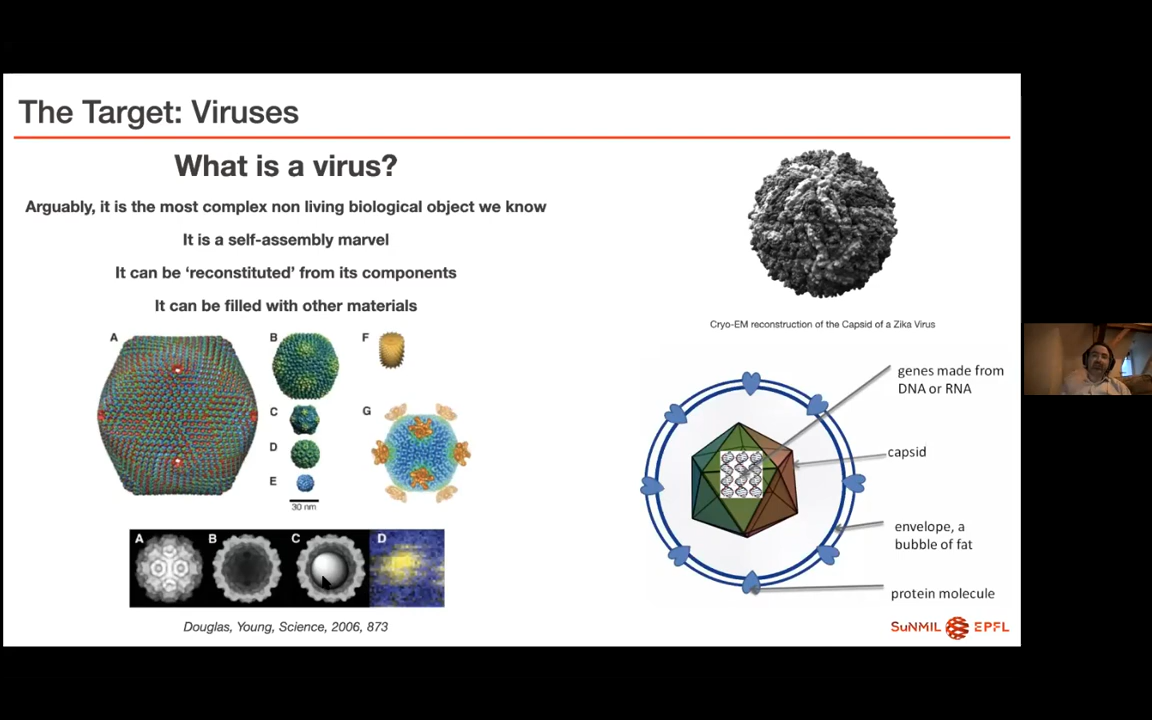 The Target: Viruses
What is a virus?
Arguably, it is the most complex non living biological object we know
It is a self-assembly marvel
It can be ‘reconstituted’ from its components
It can be filled with other materials
A
B
C
D
E
30 nm
F
G
A
B
C
D
Douglas, Young, Science, 2006, 873
Cryo-EM reconstruction of the Capsid of a Zika Virus
genes made from
DNA or RNA
capsid
envelope, a
bubble of fat
protein molecule
SuNMIL EPFL